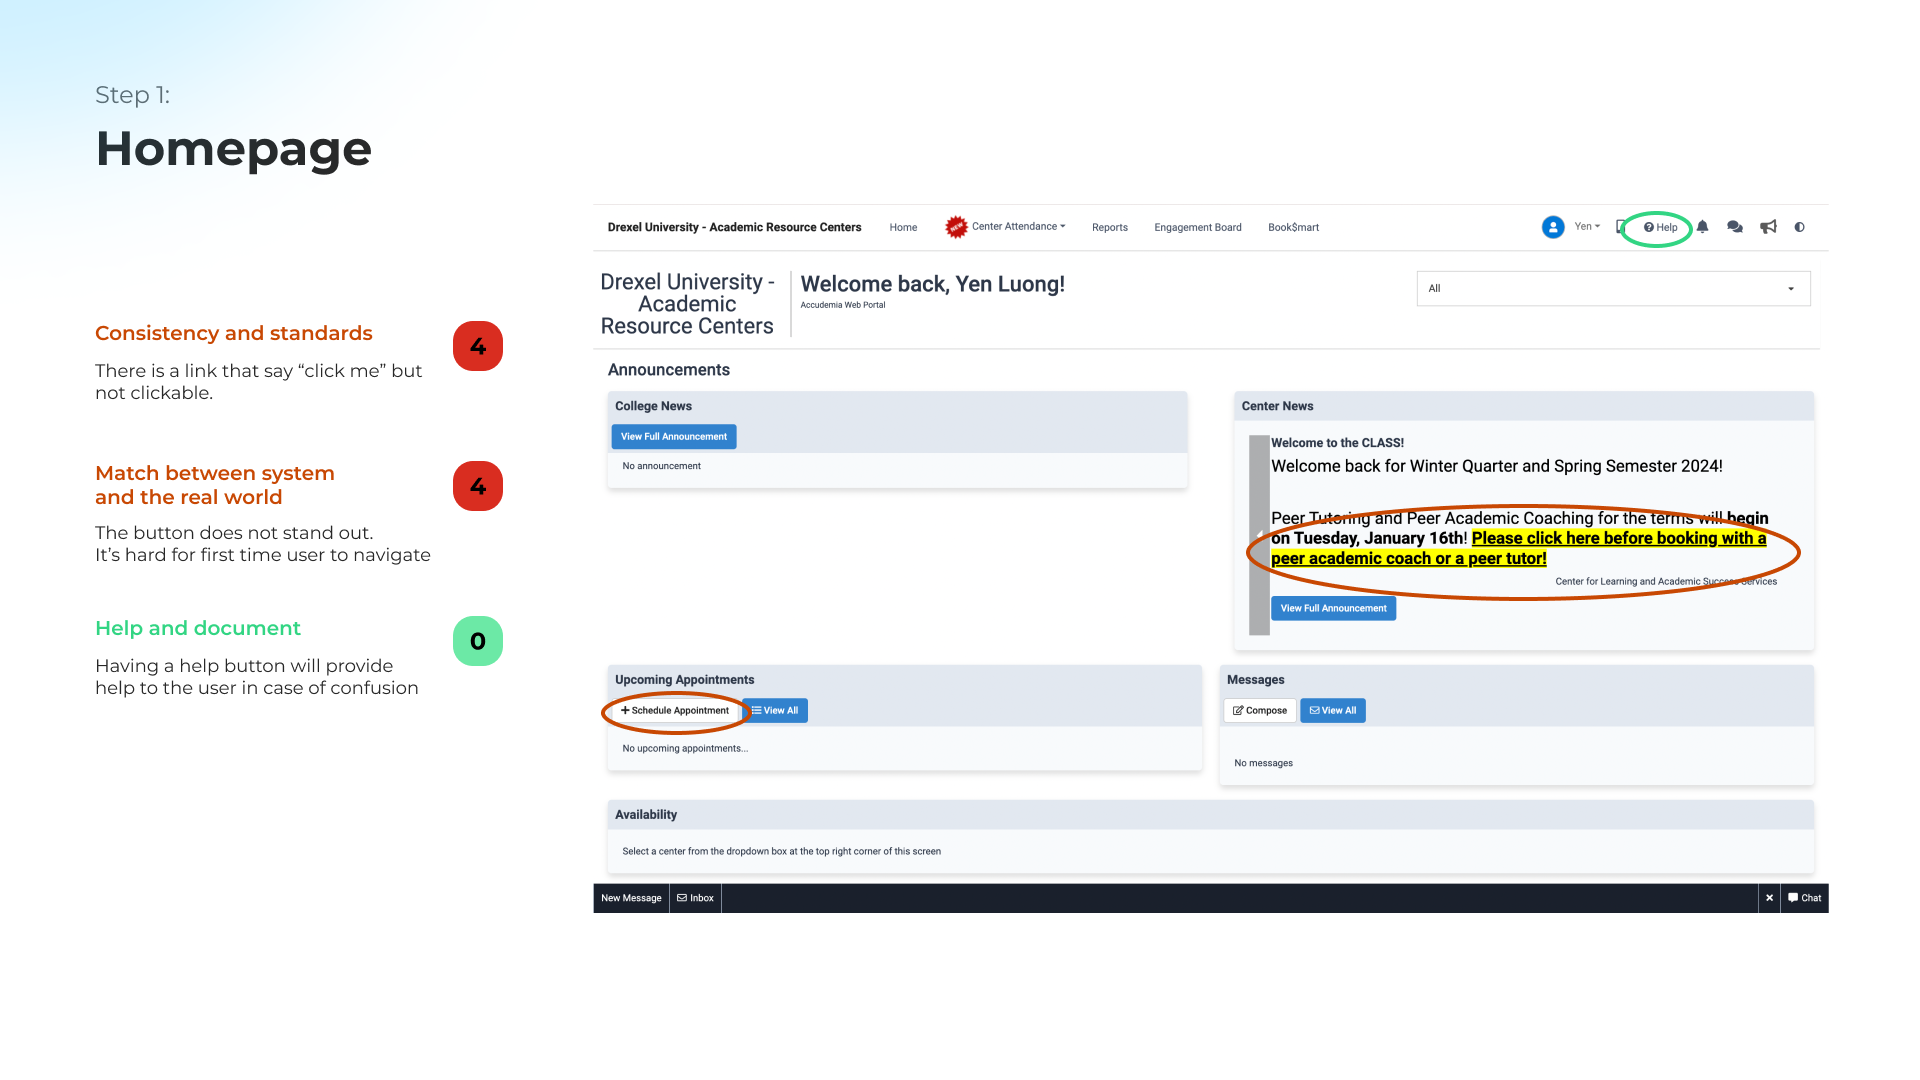 Step 1:
Homepage
Consistency and standards
4
There is a link that say “click me” but
not clickable.
Match between system
and the real world
4
The button does not stand out.
It’s hard for first time user to navigate
Help and document
0
Having a help button will provide
help to the user in case of confusion
Drexel University - Academic Resource Centers
Home
NEW
Center Attendance
Reports
Engagement Board
Book$mart
Yen
Help
Drexel University -
Academic
Resource Centers
Welcome back, Yen Luong!
Accudemia Web Portal
All
Announcements
College News
View Full Announcement
No announcement
Center News
Welcome to the CLASS!
Welcome back for Winter Quarter and Spring Semester 2024!
Peer Tutoring and Peer Academic Coaching for the terms will begin
on Tuesday, January 16th! Please click here before booking with a
peer academic coach or a peer tutor!
Center for Learning and Academic Success Services
View Full Announcement
Upcoming Appointments
Schedule Appointment
View All
No upcoming appointments...
Messages
Compose
View All
No messages
Availability
Select a center from the dropdown box at the top right corner of this screen
New Message
Inbox
Chat